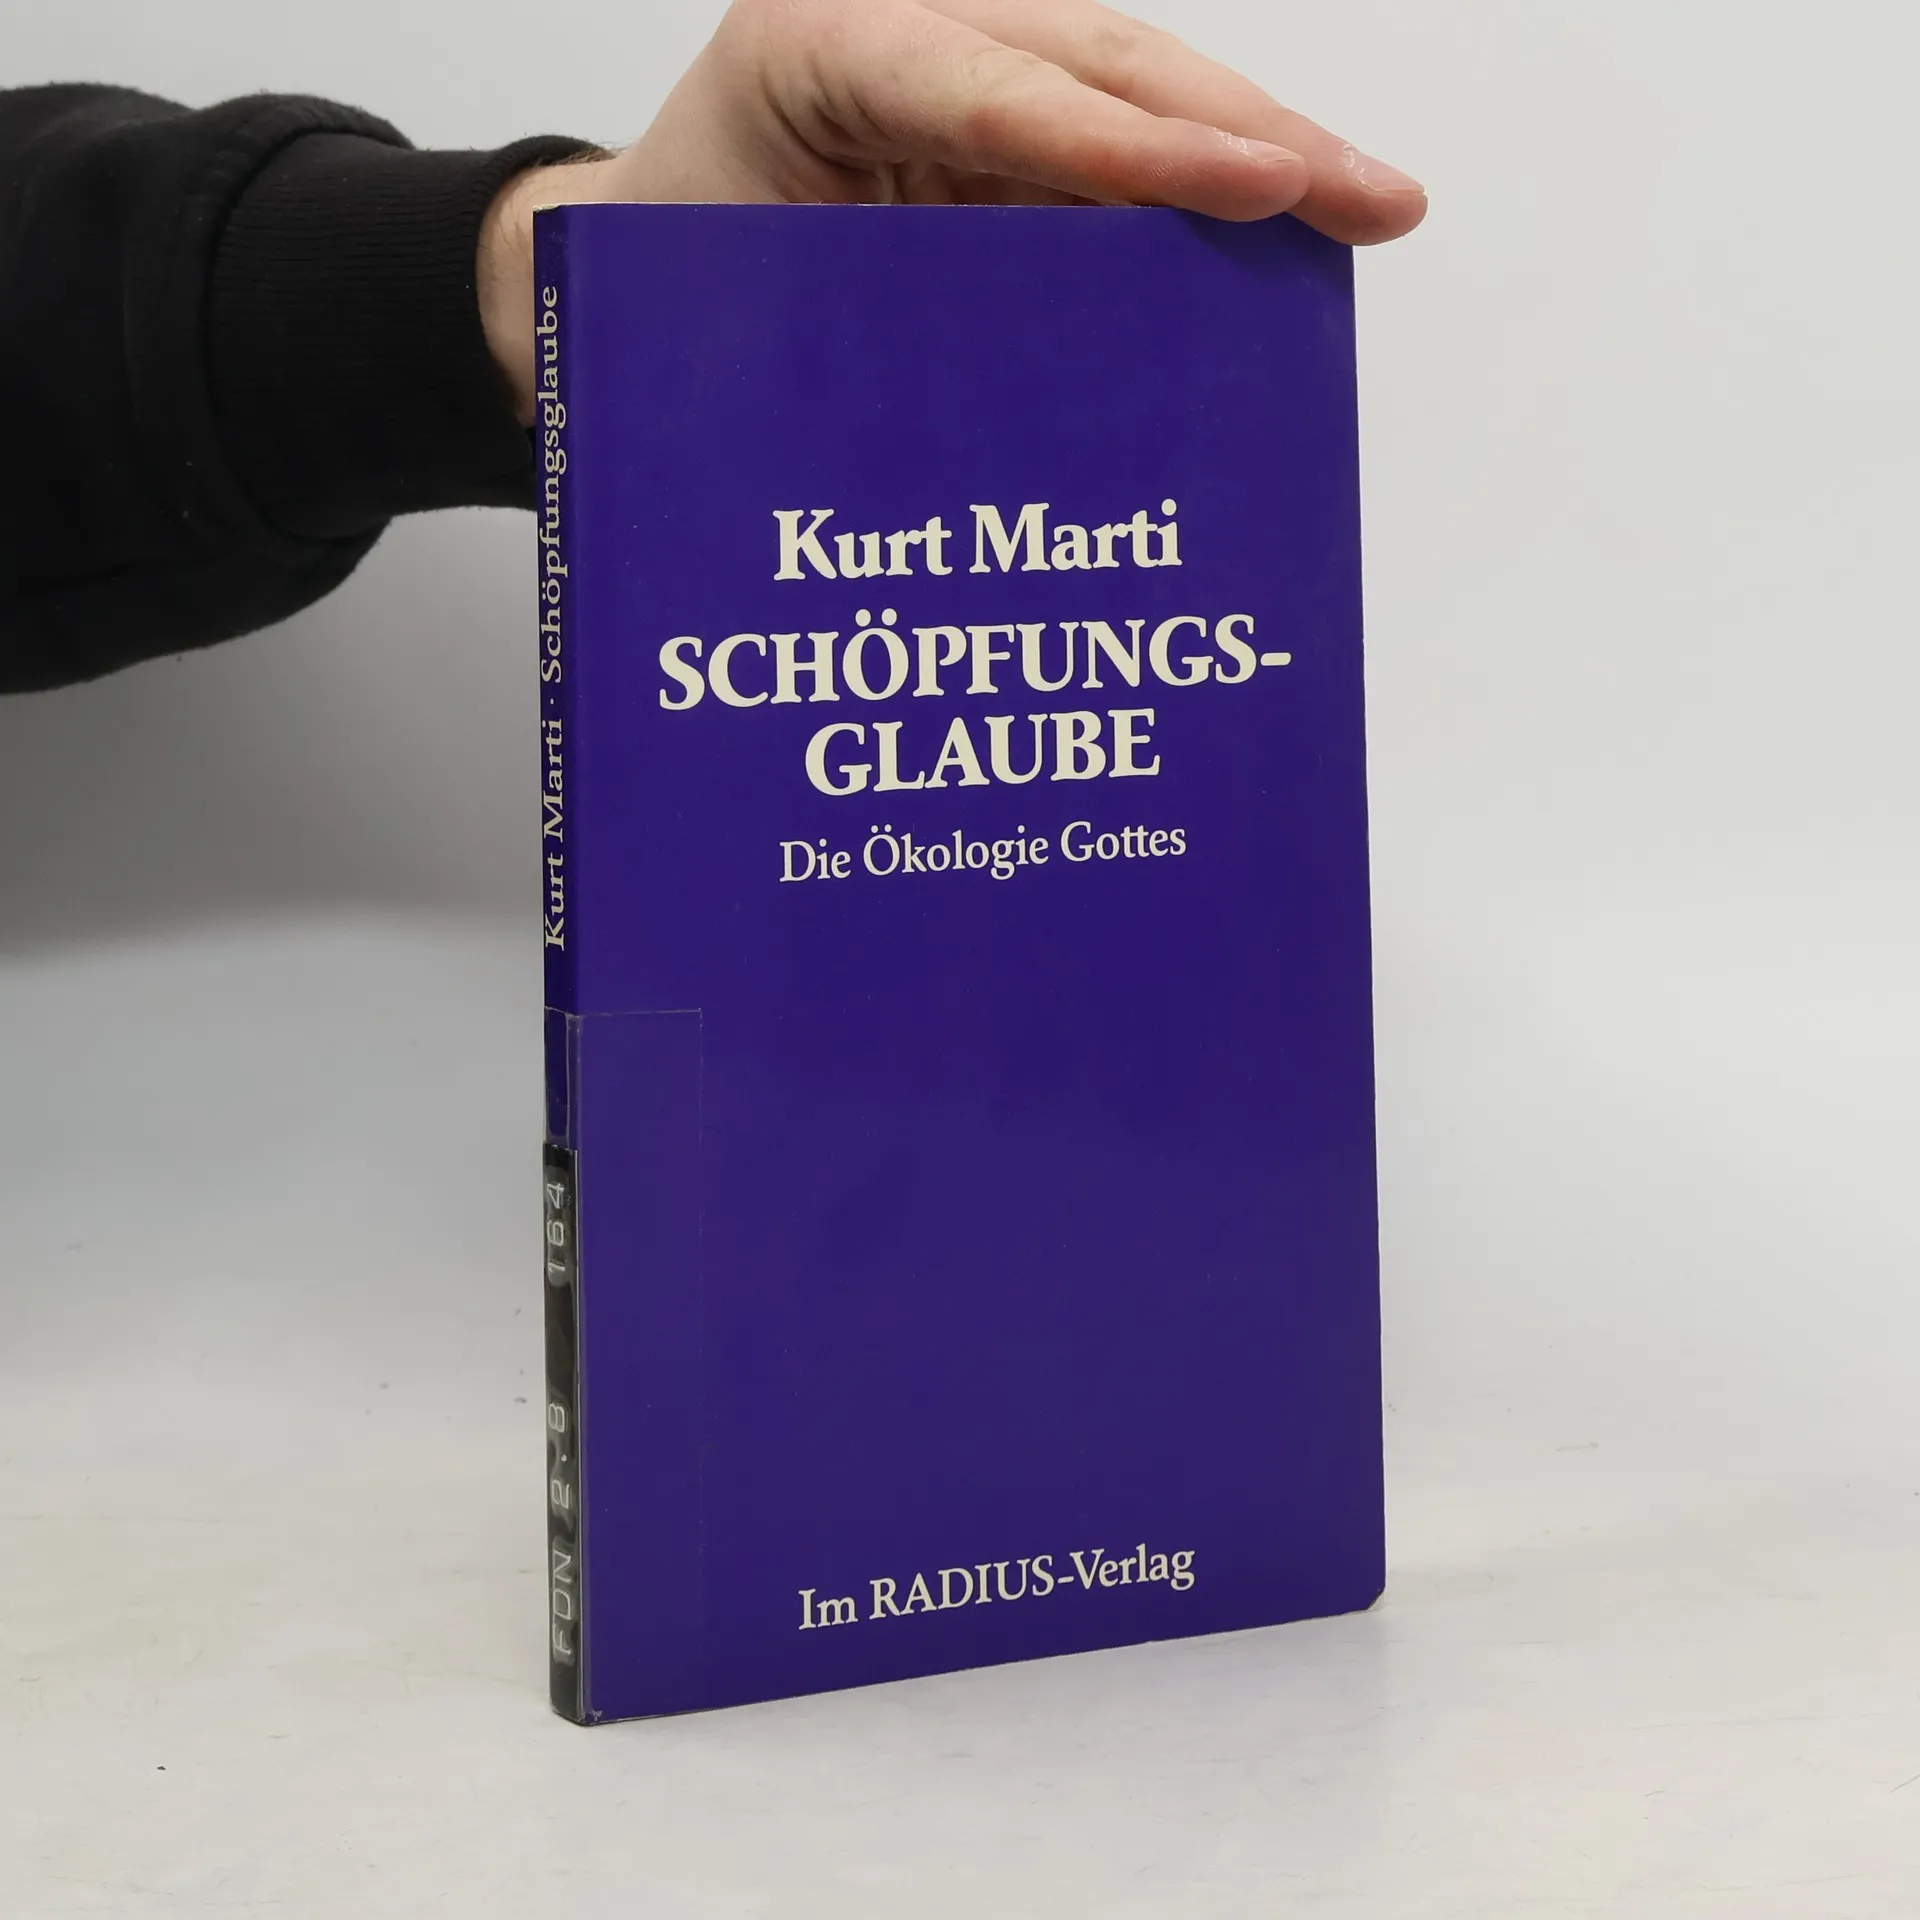 Kurt Marti
SCHÖPFUNGS-
GLAUBE
Die Ökologie Gottes
Im RADIUS-Verlag
Kurt Marti · Schöpfungsglaube
FDN 2.8 164